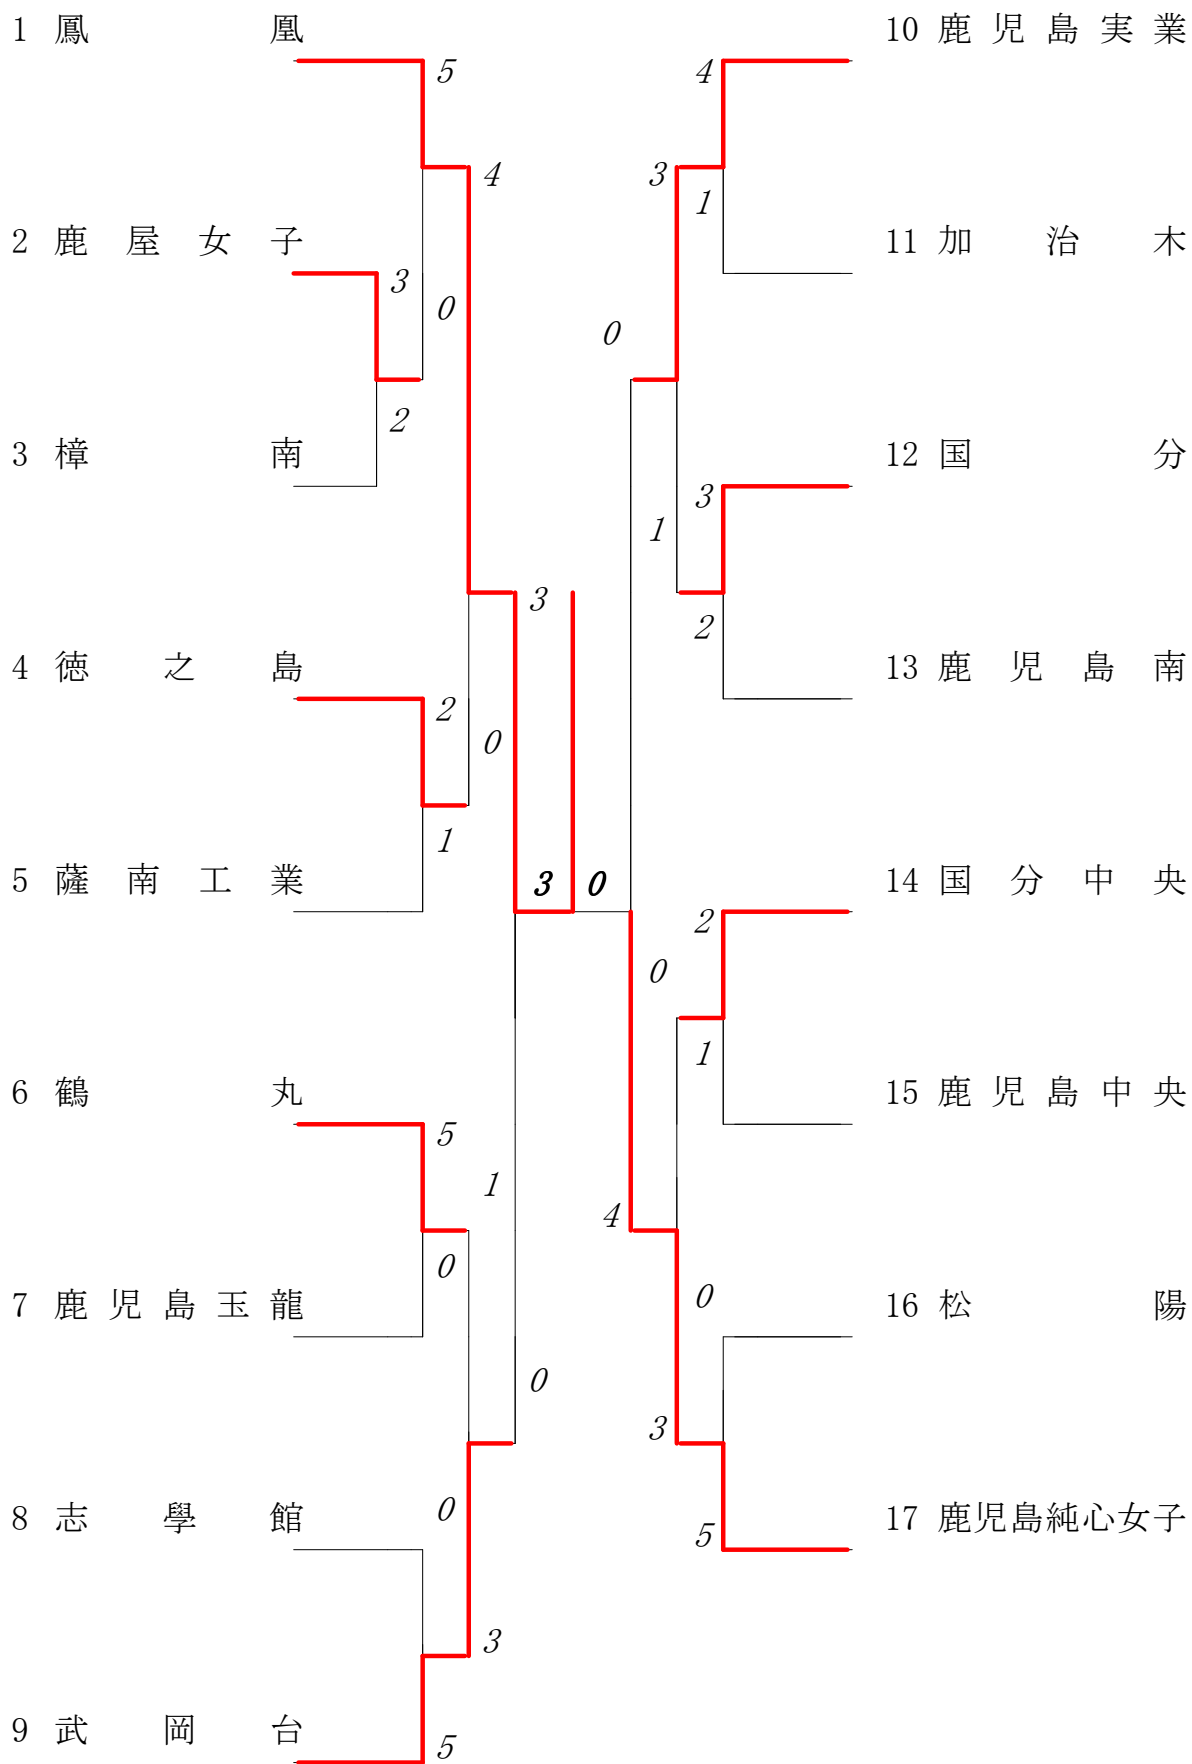 1 鳳凰
5
4
2 鹿屋女子
3
0
2
3 樟南
3
4 徳之島
2
0
1
5 薩南工業
3 0
6 鶴丸
5
1
0
7 鹿児島玉龍
0
8 志學館
0
3
9 武岡台
5
10 鹿児島実業
4
3
1
11 加治木
0
12 国分
3
1
2
13 鹿児島南
14 国分中央
2
0
1
15 鹿児島中央
4
0
16 松陽
3
17 鹿児島純心女子
5